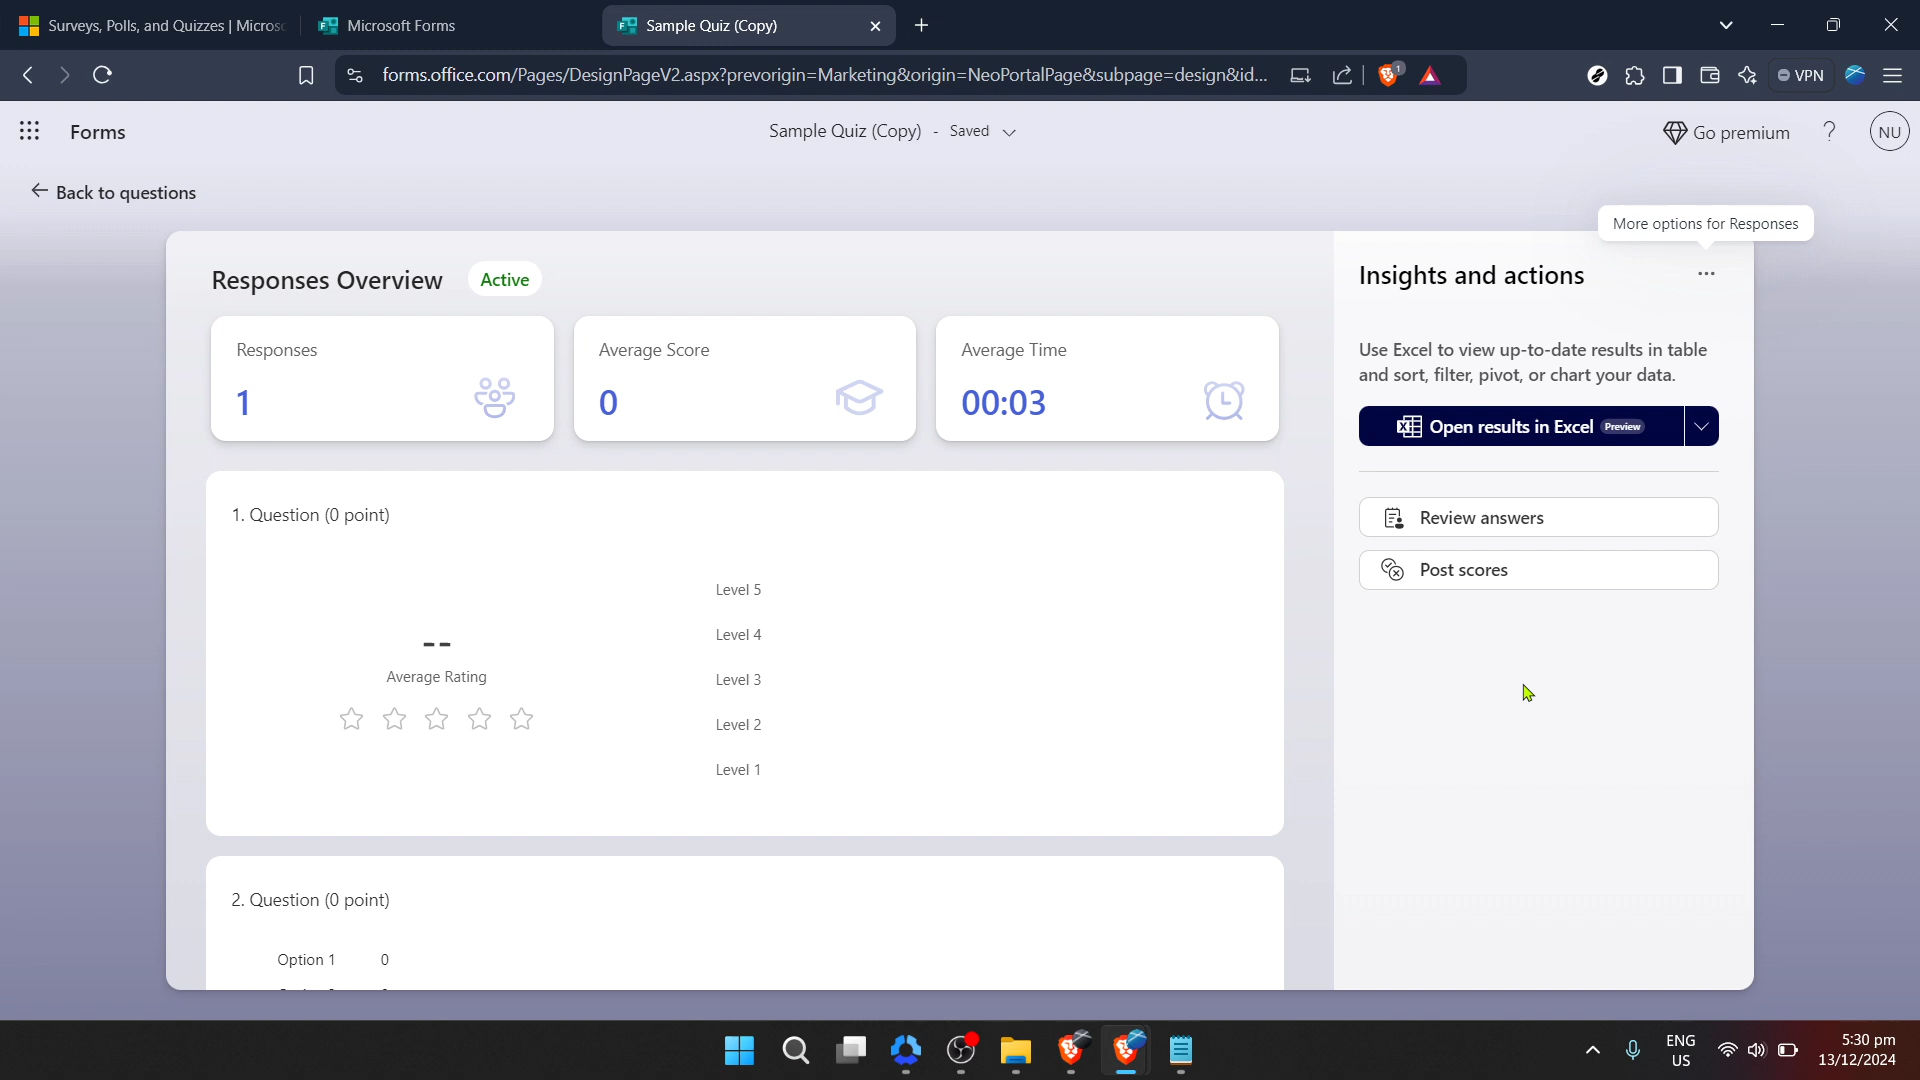 Surveys, Polls, and Quizzes | Micros
Microsoft Forms
Sample Quiz (Copy)
forms.office.com/Pages/DesignPageV2.aspx?prevorigin=Marketing&origin=NeoPortalPage&subpage=design&id...
1
VPN
Forms
Sample Quiz (Copy) - Saved
Go premium
?
NU
Back to questions
More options for Responses
Responses Overview
Active
Insights and actions
Responses
1
Average Score
0
Average Time
00:03
Use Excel to view up-to-date results in table
and sort, filter, pivot, or chart your data.
Open results in Excel Preview
Review answers
Post scores
1. Question (0 point)
--
Average Rating
Level 5
Level 4
Level 3
Level 2
Level 1
2. Question (0 point)
Option 1 0
ENG
US
5:30 pm
13/12/2024